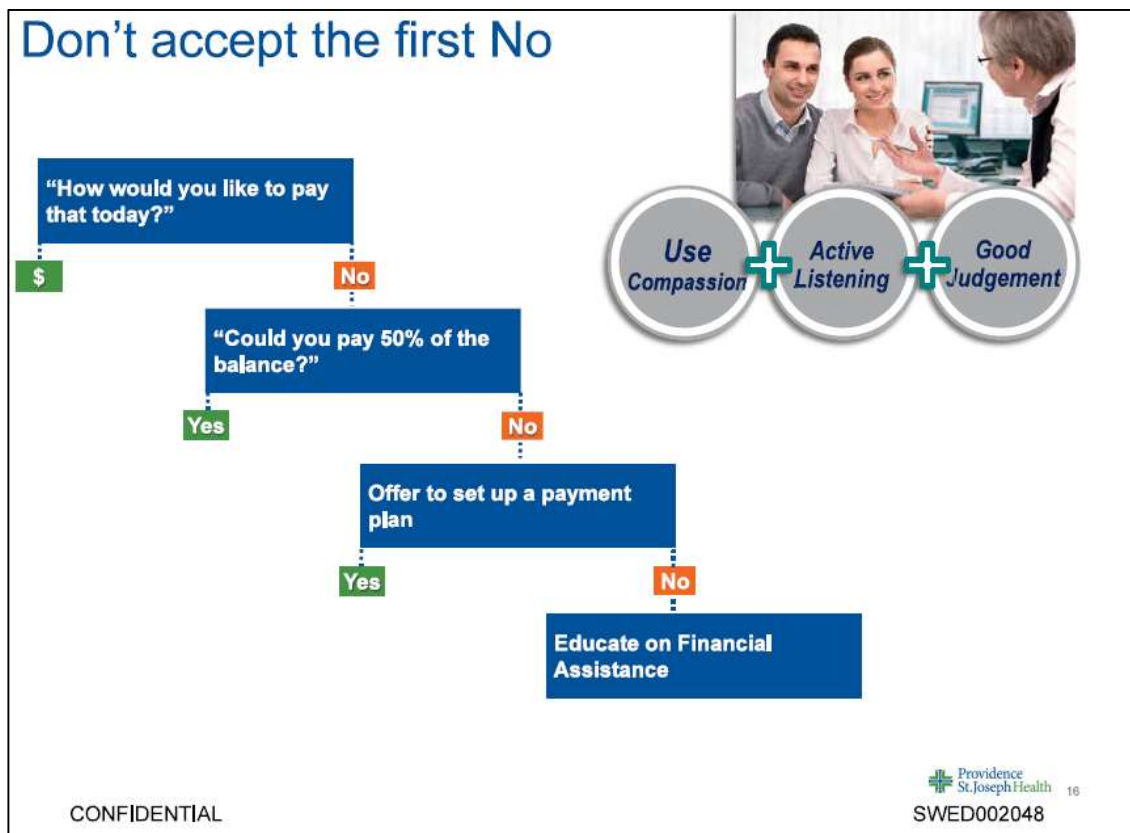 Don't accept the first No
“How would you like to pay
that today?”
$
No
“Could you pay 50% of the
balance?”
Yes
No
Offer to set up a payment
plan
Yes
No
Educate on Financial
Assistance
Use
Compassion
Active
Listening
Good
Judgement
Providence
St.Joseph Health
16
CONFIDENTIAL
SWED002048